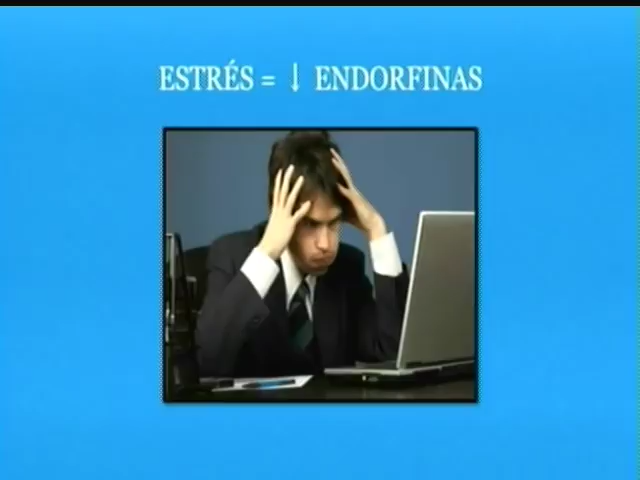 ESTRÉS = ↓ ENDORFINAS